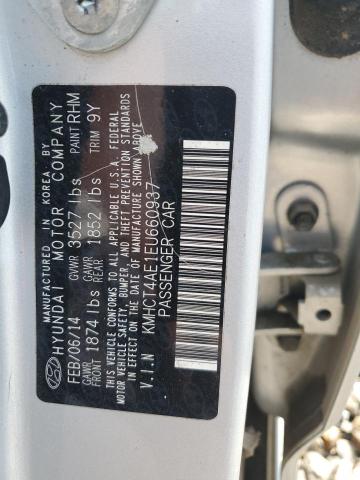 MANUFACTURED IN KOREA, BY
HYUNDAI MOTOR COMPANY
FEB/06/14 GVWR 3527 lbs PAINT RHM
GAWR FRONT 1874 lbs GAWR REAR 1852 lbs TRIM 9Y
THIS VEHICLE CONFORMS TO ALL APPLICABLE U.S.A. FEDERAL
MOTOR VEHICLE SAFETY, BUMPER, AND THEFT PREVENTION STANDARDS
IN EFFECT ON THE DATE OF MANUFACTURE SHOWN ABOVE.
V.I.N KMHCT4AE1EU660937
PASSENGER CAR